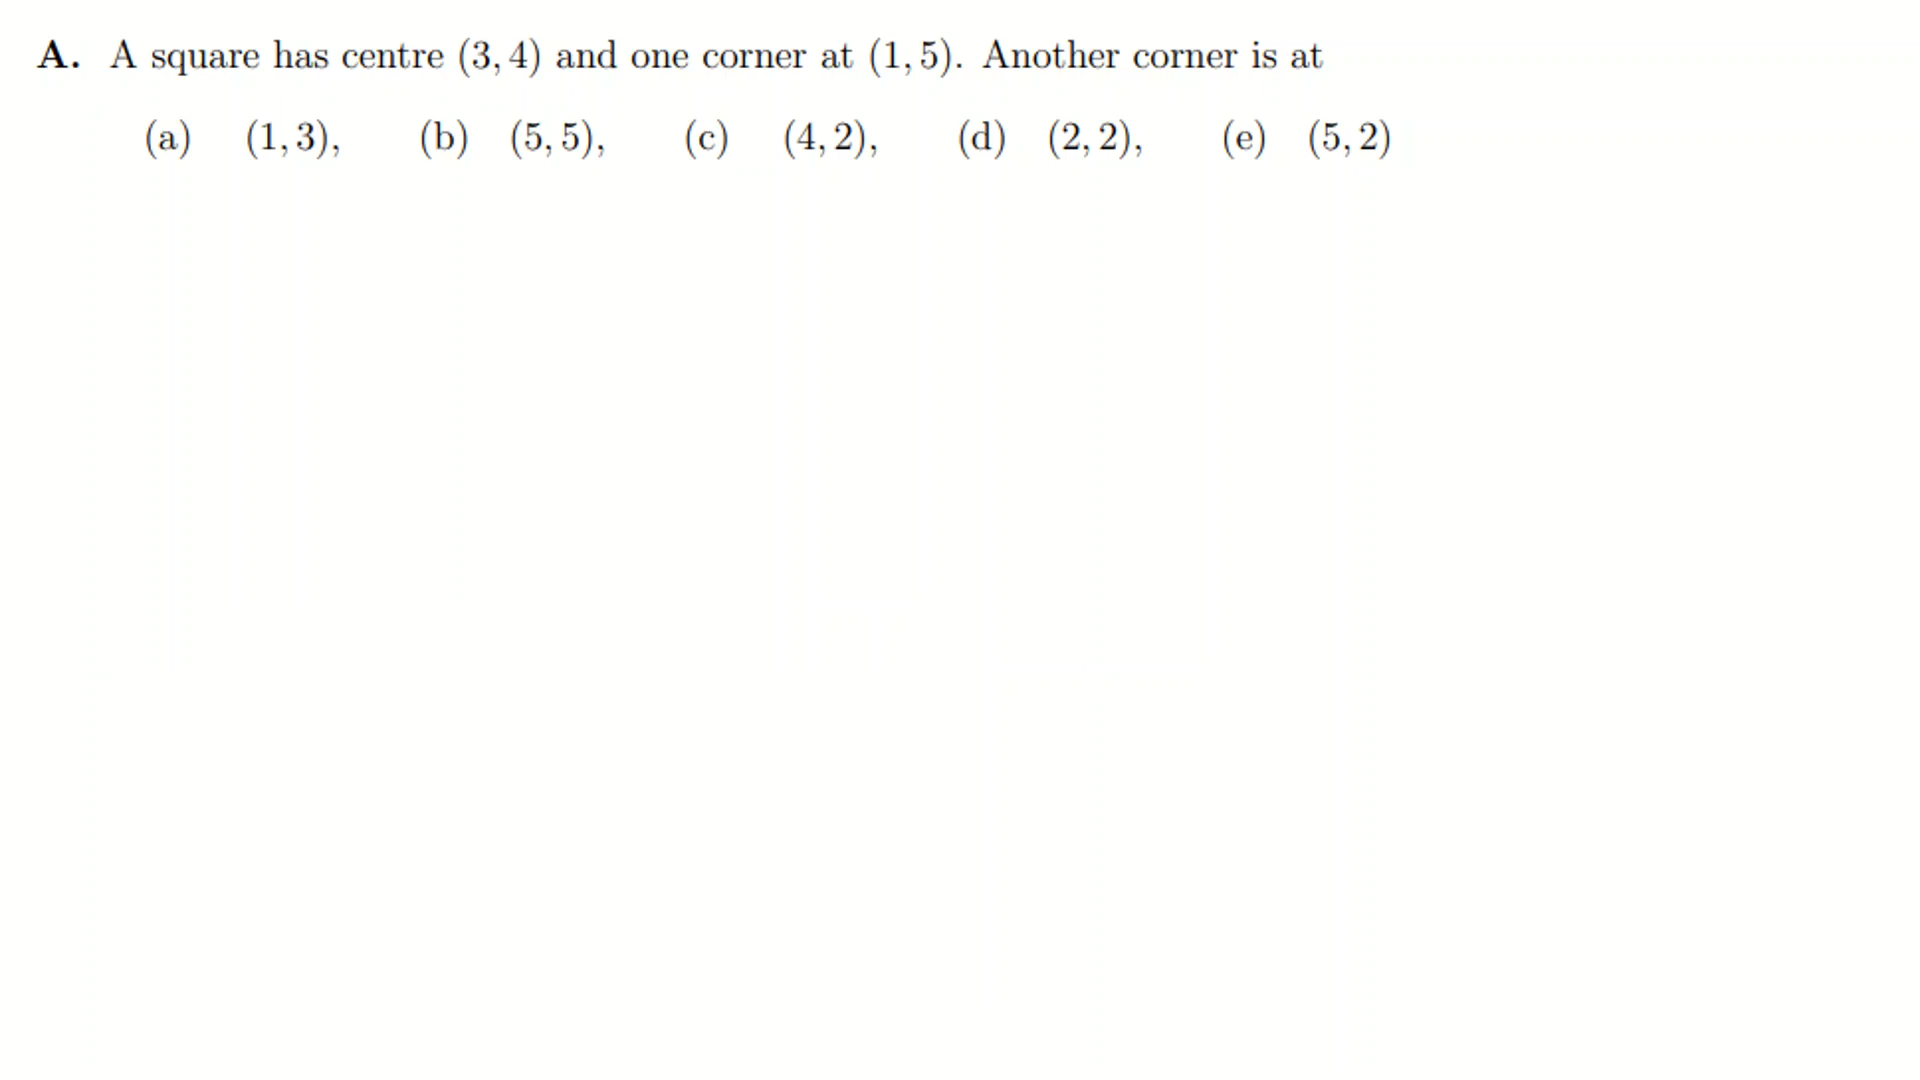 A. A square has centre (3, 4) and one corner at (1, 5). Another corner is at
(a) (1, 3), (b) (5, 5), (c) (4, 2), (d) (2, 2), (e) (5, 2)